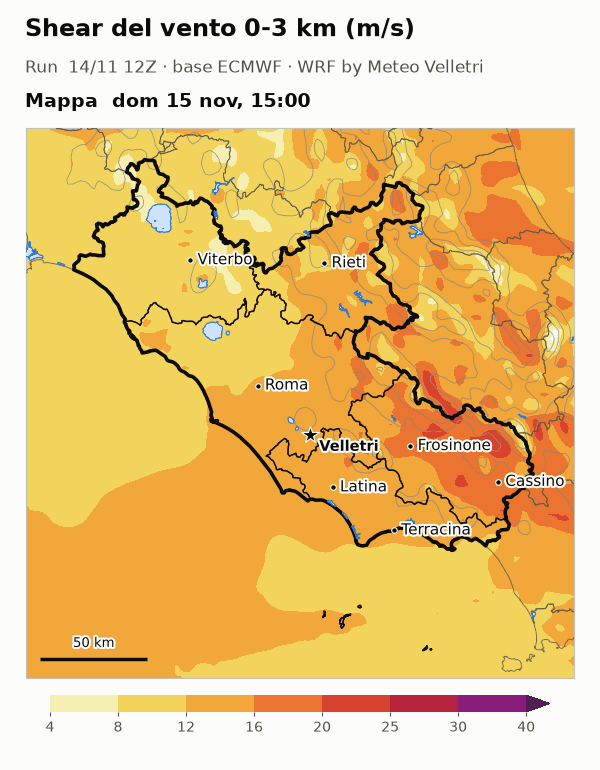 Shear del vento 0-3 km (m/s)
Run 14/11 12Z · base ECMWF · WRF by Meteo Velletri
Mappa dom 15 nov, 15:00
Viterbo
Rieti
Roma
Velletri
Frosinone
Latina
Cassino
Terracina
50 km
4 8 12 16 20 25 30 40